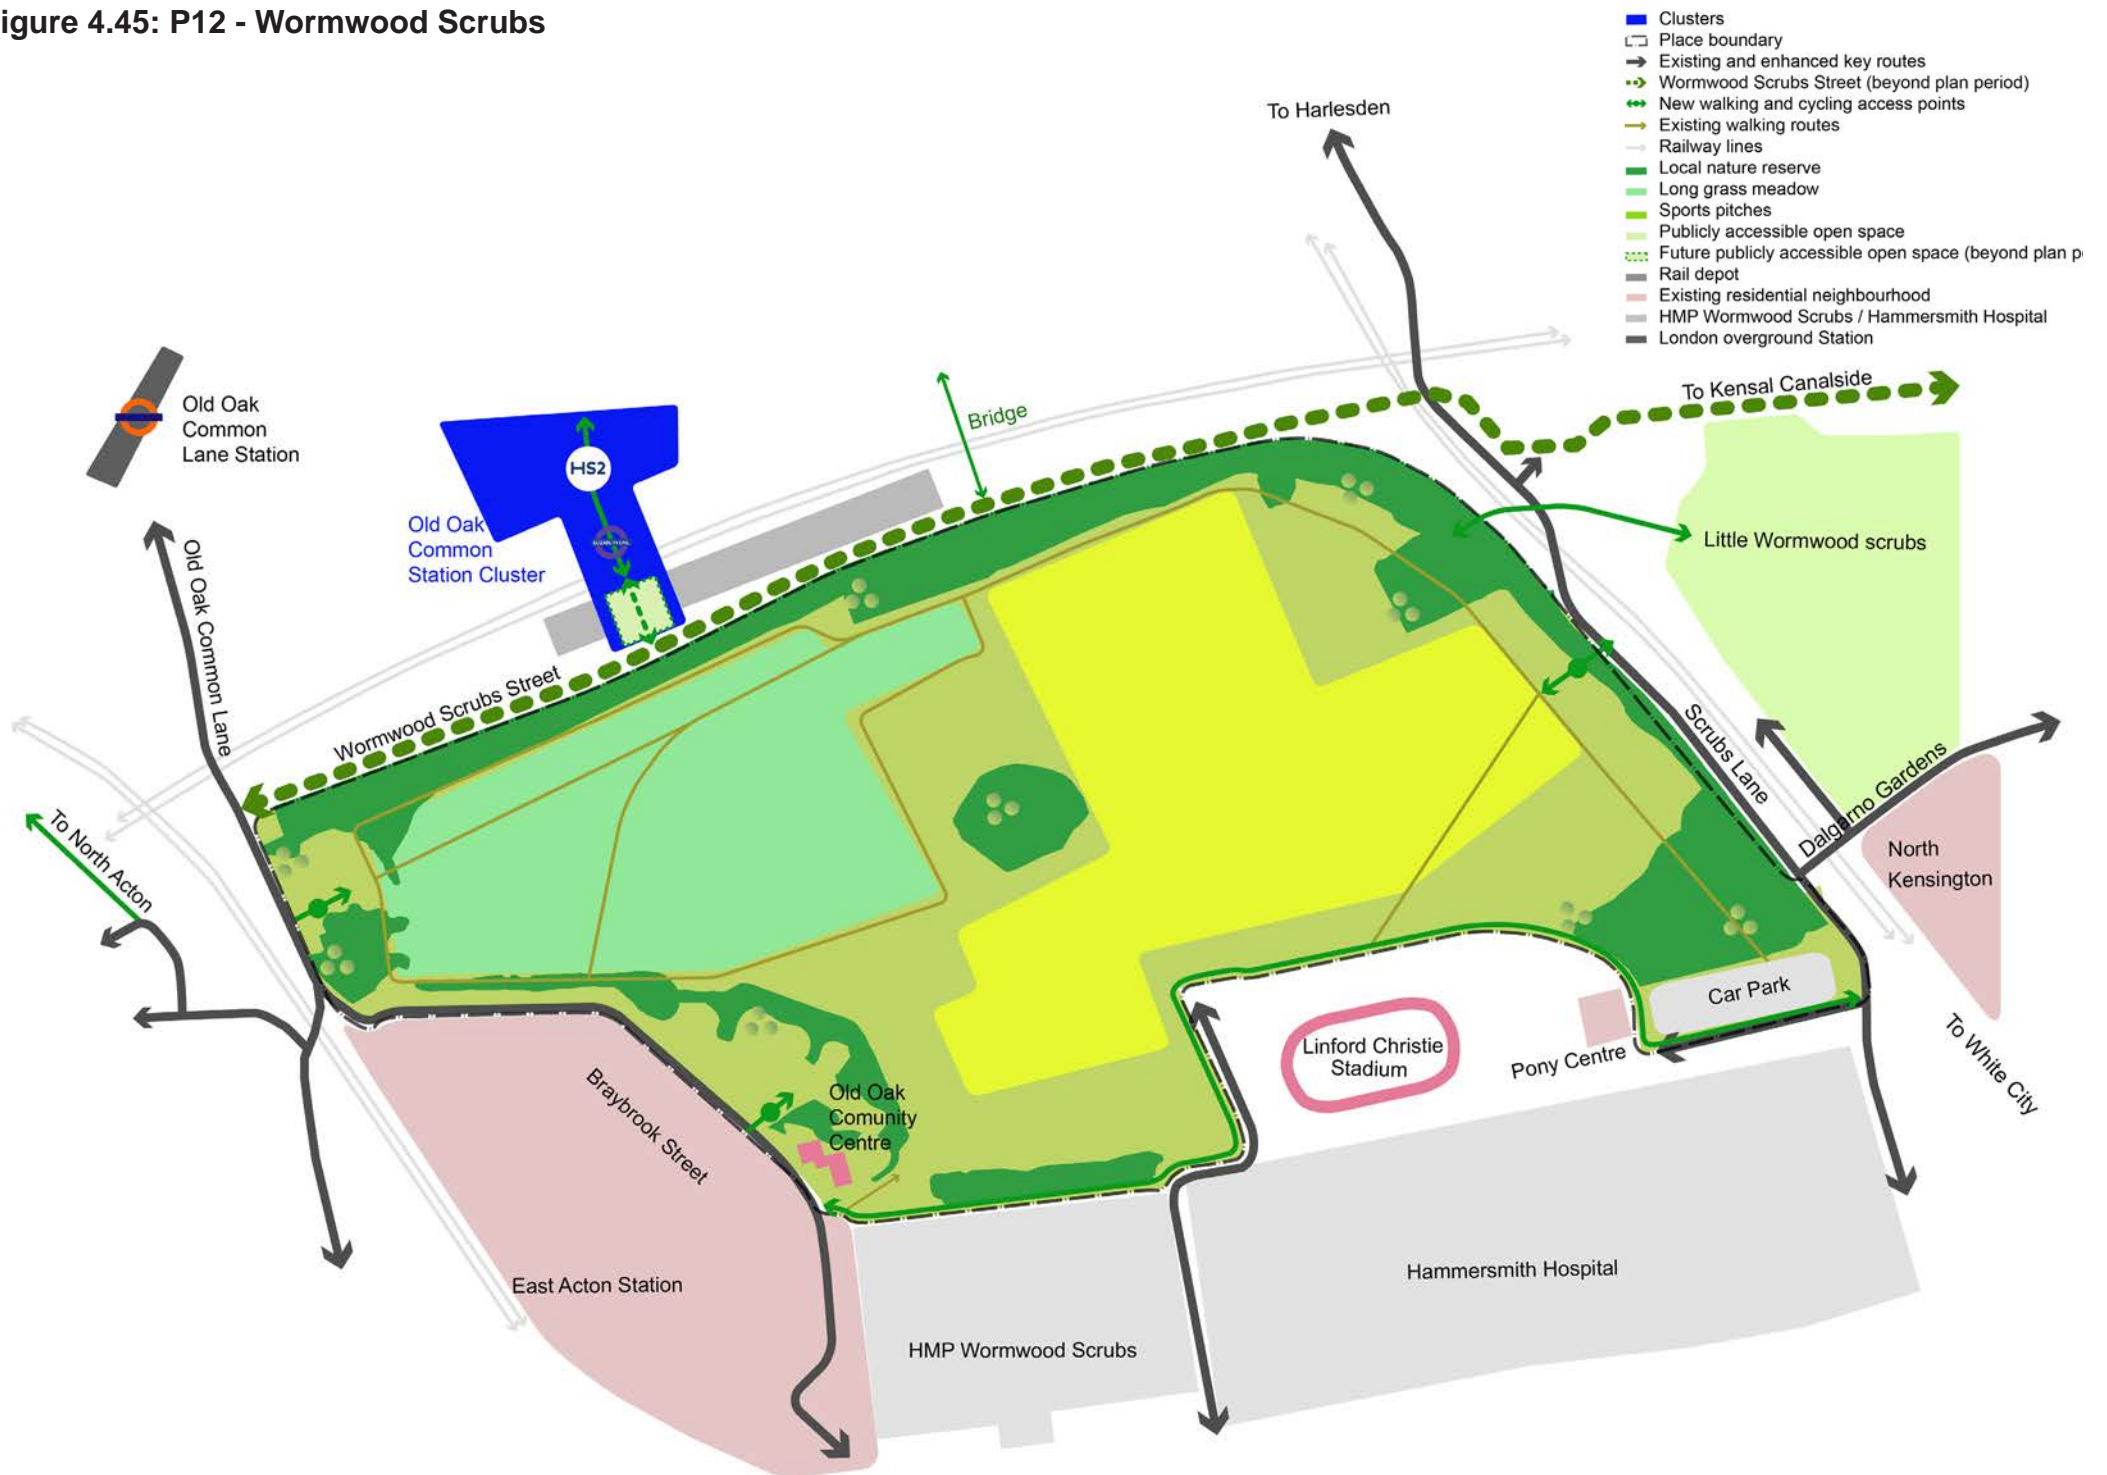 igure 4.45: P12 - Wormwood Scrubs
Clusters
Place boundary
Existing and enhanced key routes
Wormwood Scrubs Street (beyond plan period)
New walking and cycling access points
Existing walking routes
Railway lines
Local nature reserve
Long grass meadow
Sports pitches
Publicly accessible open space
Future publicly accessible open space (beyond plan p
Rail depot
Existing residential neighbourhood
HMP Wormwood Scrubs / Hammersmith Hospital
London overground Station
To Harlesden
To Kensal Canalside
Old Oak
Common
Lane Station
HS2
Bridge
Old Oak
Common
Station Cluster
Little Wormwood scrubs
Old Oak Common Lane
Wormwood Scrubs Street
Scrubs Lane
To North Acton
Dalgarno Gardens
North
Kensington
Car Park
Linford Christie
Stadium
Pony Centre
To White City
Braybrook Street
Old Oak
Comunity
Centre
East Acton Station
Hammersmith Hospital
HMP Wormwood Scrubs